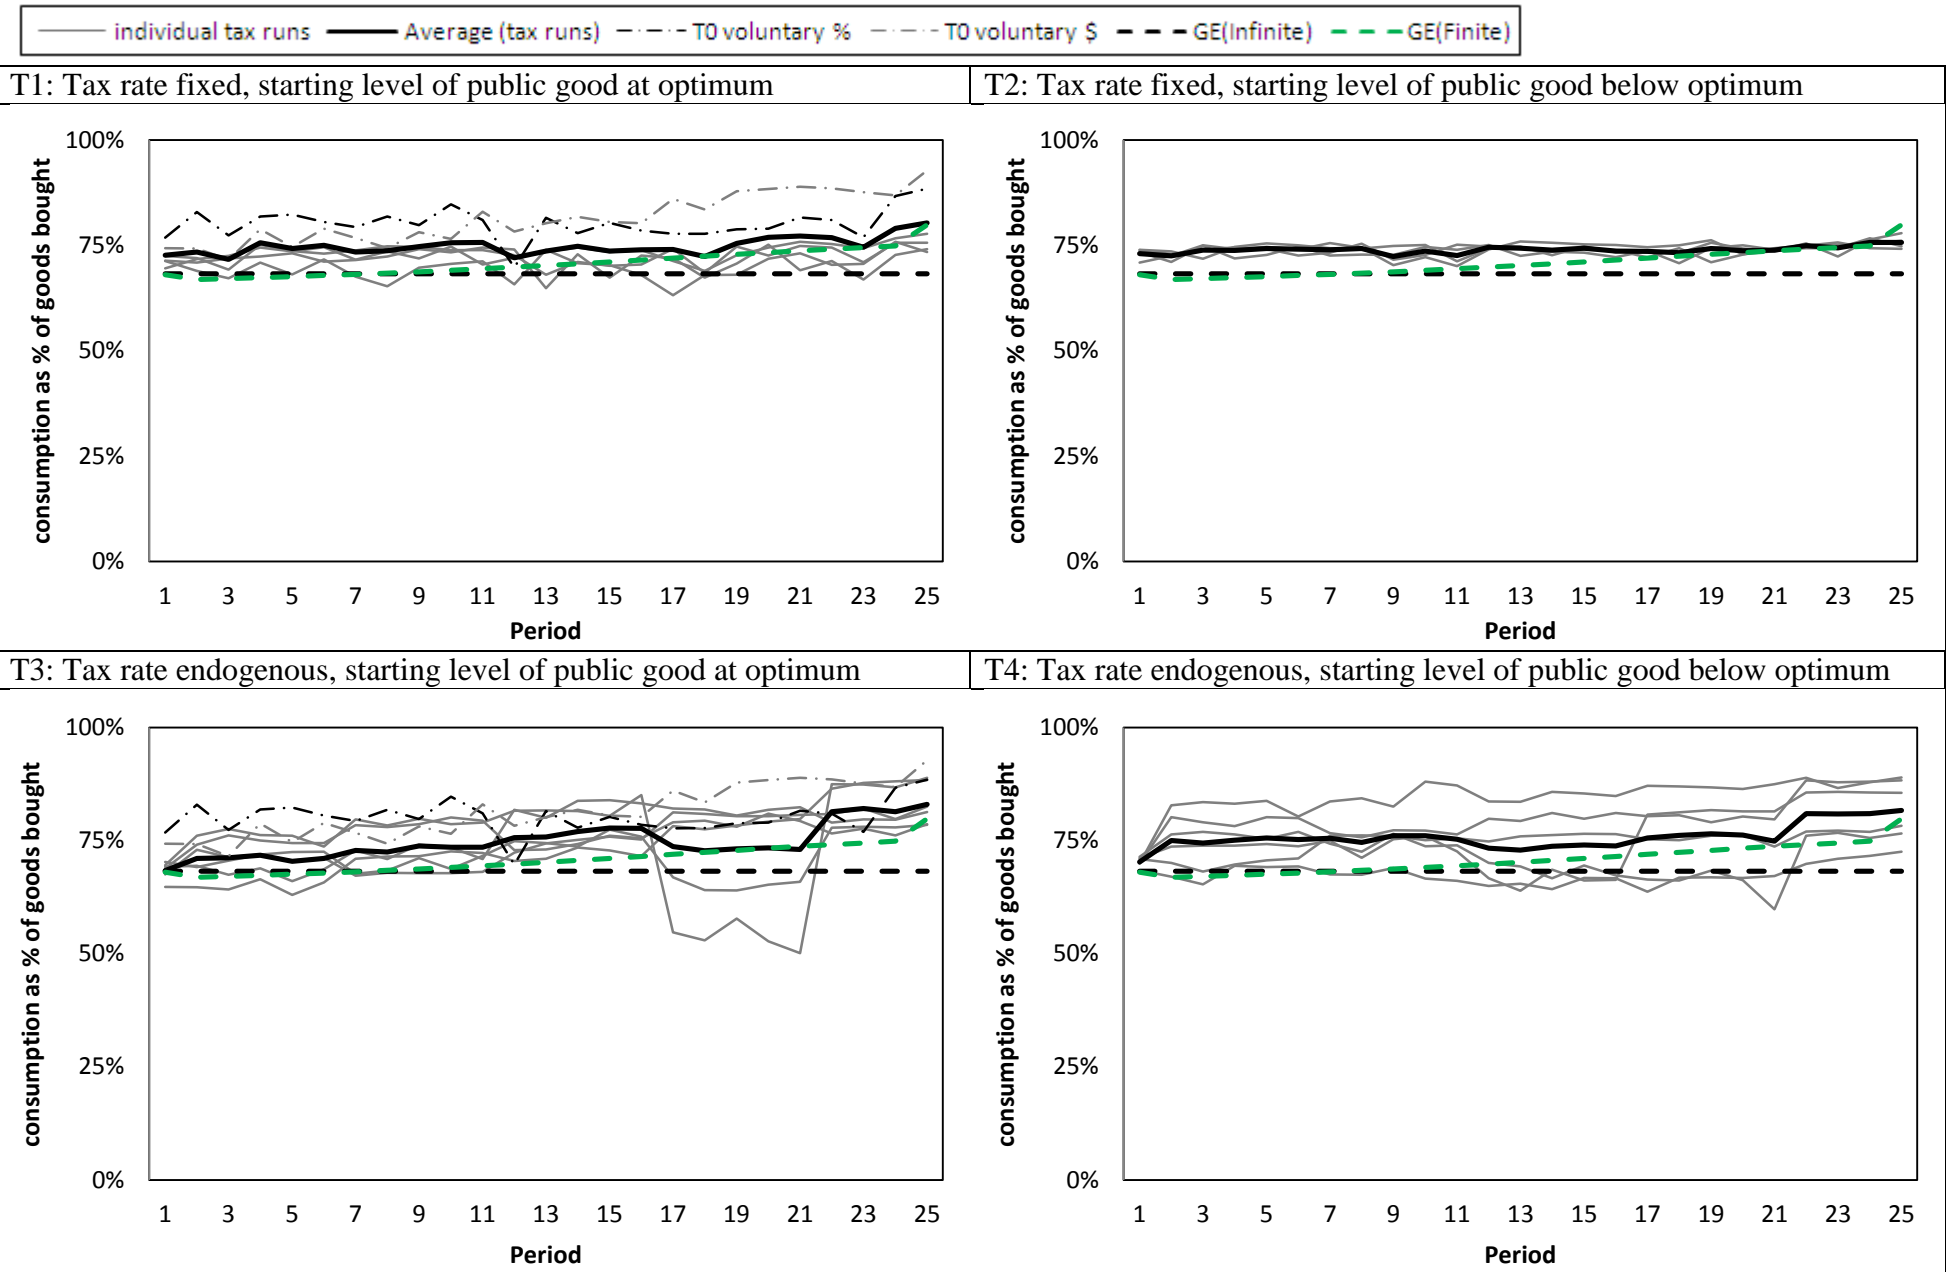 individual tax runs Average (tax runs) T0 voluntary % T0 voluntary $ GE(Infinite) GE(Finite)
T1: Tax rate fixed, starting level of public good at optimum
consumption as % of goods bought
100%
75%
50%
25%
0%
1 3 5 7 9 11 13 15 17 19 21 23 25
Period
T2: Tax rate fixed, starting level of public good below optimum
consumption as % of goods bought
100%
75%
50%
25%
0%
1 3 5 7 9 11 13 15 17 19 21 23 25
Period
T3: Tax rate endogenous, starting level of public good at optimum
consumption as % of goods bought
100%
75%
50%
25%
0%
1 3 5 7 9 11 13 15 17 19 21 23 25
Period
T4: Tax rate endogenous, starting level of public good below optimum
consumption as % of goods bought
100%
75%
50%
25%
0%
1 3 5 7 9 11 13 15 17 19 21 23 25
Period